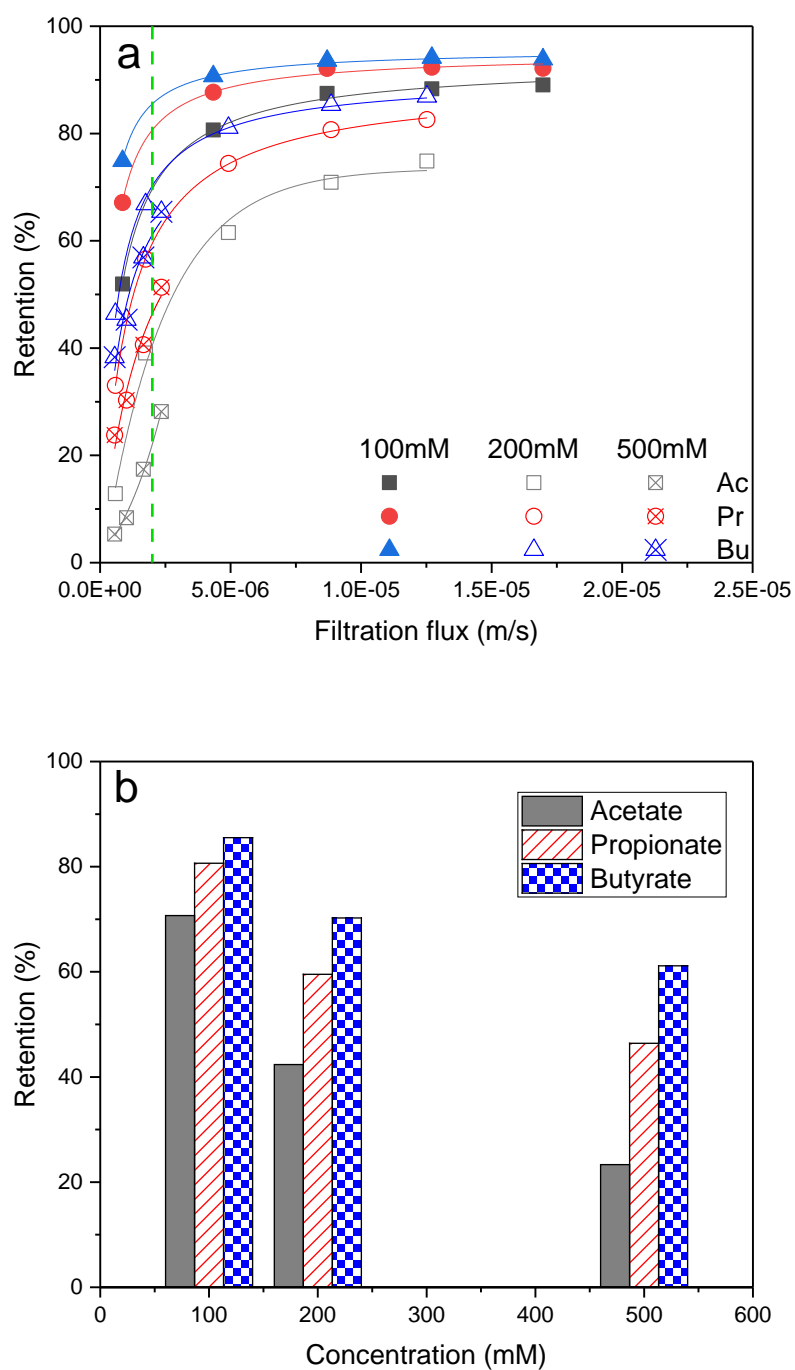 a
100
80
60
40
20
0
Retention (%)
100mM 200mM 500mM
Ac
Pr
Bu
0.0E+00 5.0E-06 1.0E-05 1.5E-05 2.0E-05 2.5E-05
Filtration flux (m/s)
b
100
80
60
40
20
0
Retention (%)
Acetate
Propionate
Butyrate
0 100 200 300 400 500 600
Concentration (mM)